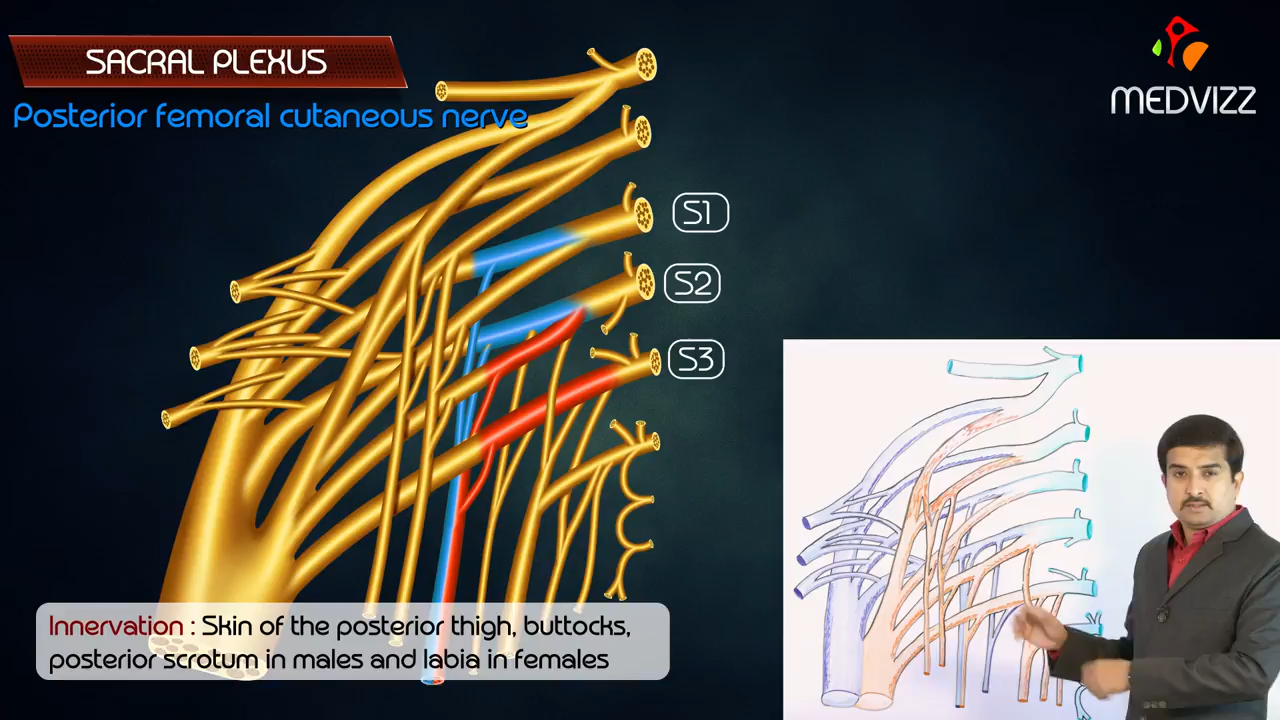 SACRAL PLEXUS
Posterior femoral cutaneous nerve
MEDVIZZ
S1
S2
S3
Innervation : Skin of the posterior thigh, buttocks,
posterior scrotum in males and labia in females